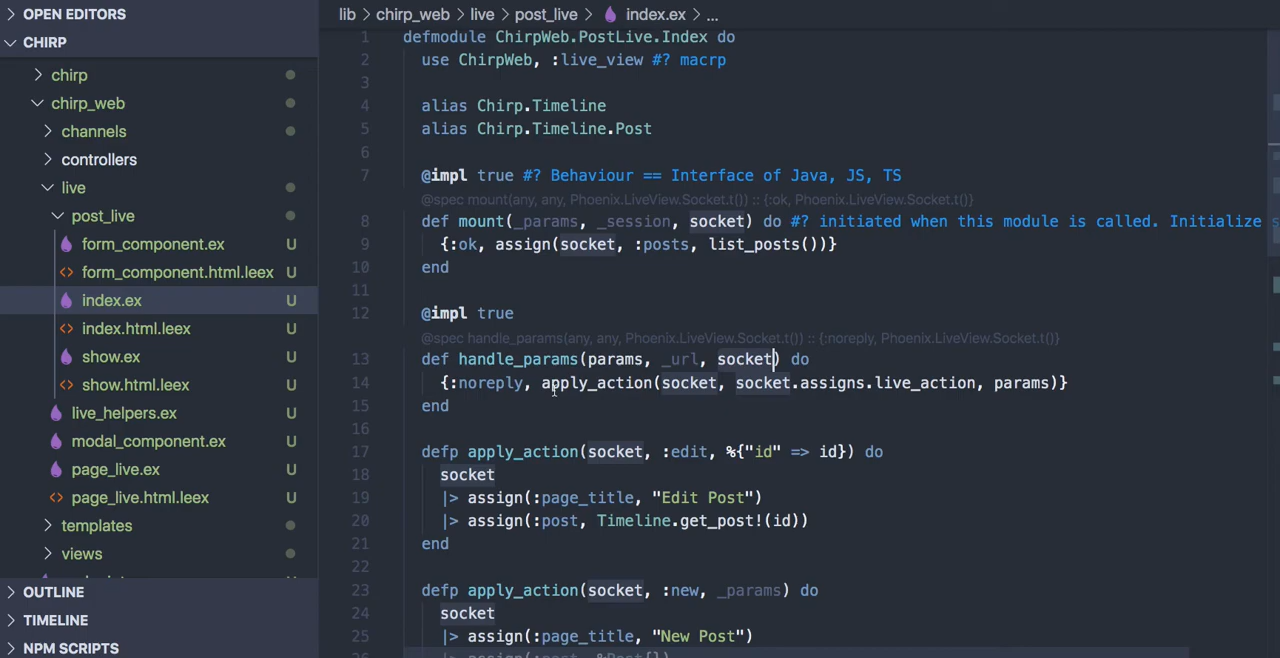 OPEN EDITORS
CHIRP
chirp
chirp_web
channels
controllers
live
post_live
form_component.ex U
form_component.html.leex U
index.ex U
index.html.leex U
show.ex U
show.html.leex U
live_helpers.ex U
modal_component.ex U
page_live.ex U
page_live.html.leex U
templates
views
OUTLINE
TIMELINE
NPM SCRIPTS
lib > chirp_web > live > post_live > index.ex > ...
1 defmodule ChirpWeb.PostLive.Index do
2 use ChirpWeb, :live_view #? macrp
3
4 alias Chirp.Timeline
5 alias Chirp.Timeline.Post
6
7 @impl true #? Behaviour == Interface of Java, JS, TS
@spec mount(any, any, Phoenix.LiveView.Socket.t()) :: {:ok, Phoenix.LiveView.Socket.t()}
8 def mount(_params, _session, socket) do #? initiated when this module is called. Initialize
9 {:ok, assign(socket, :posts, list_posts())}
10 end
11
12 @impl true
@spec handle_params(any, any, Phoenix.LiveView.Socket.t()) :: {:noreply, Phoenix.LiveView.Socket.t()}
13 def handle_params(params, _url, socket) do
14 {:noreply, apply_action(socket, socket.assigns.live_action, params)}
15 end
16
17 defp apply_action(socket, :edit, %{"id" => id}) do
18 socket
19 |> assign(:page_title, "Edit Post")
20 |> assign(:post, Timeline.get_post!(id))
21 end
22
23 defp apply_action(socket, :new, _params) do
24 socket
25 |> assign(:page_title, "New Post")